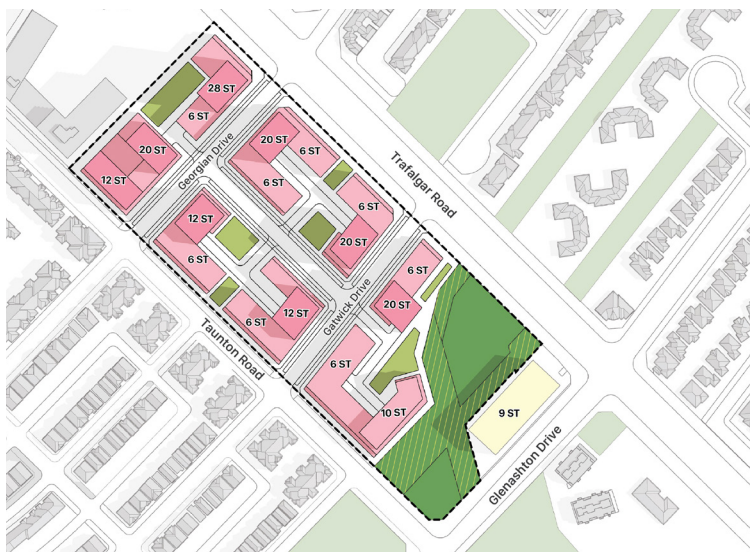 28 ST
6 ST
20 ST
12 ST
Georgian Drive
20 ST
6 ST
6 ST
Trafalgar Road
6 ST
20 ST
12 ST
6 ST
6 ST
12 ST
Gatwick Drive
6 ST
20 ST
Taunton Road
6 ST
10 ST
9 ST
Glenashton Drive